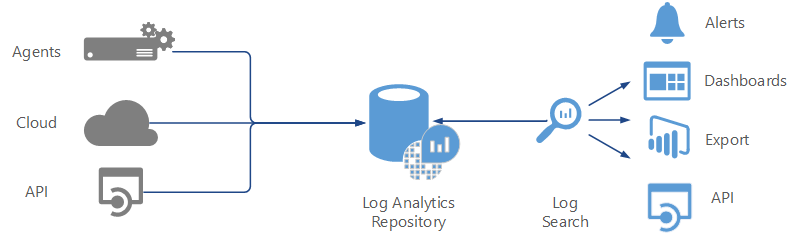 Agents
Cloud
API
Log Analytics
Repository
Log
Search
Alerts
Dashboards
Export
API